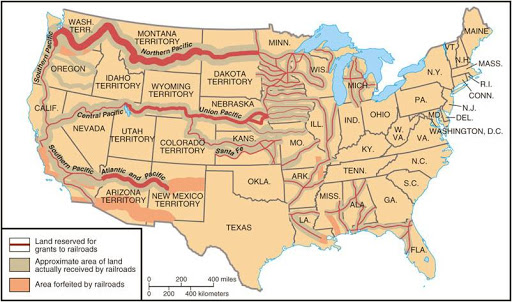 WASH.
TERR.
MONTANA
TERRITORY
Northern Pacific
MINN.
MAINE
VT.
N.H.
MASS.
Southern Pacific
OREGON
IDAHO
TERRITORY
WYOMING
TERRITORY
DAKOTA
TERRITORY
WIS.
MICH.
N.Y.
R.I.
CONN.
CALIF.
Central Pacific
Union Pacific
NEBRASKA
PA.
N.J.
NEVADA
UTAH
TERRITORY
COLORADO
TERRITORY
KANS.
Santa Fe
MO.
ILL.
IND.
OHIO
W.
VA.
VA.
MD.
DEL.
WASHINGTON, D.C.
KY.
Southern Pacific
Atlantic and Pacific
ARIZONA
TERRITORY
NEW MEXICO
TERRITORY
OKLA.
ARK.
TENN.
N.C.
S.C.
TEXAS
LA.
MISS.
ALA.
GA.
FLA.
Land reserved for
grants to railroads
Approximate area of land
actually received by railroads
Area forfeited by railroads
0 200 400 miles
0 200 400 kilometers